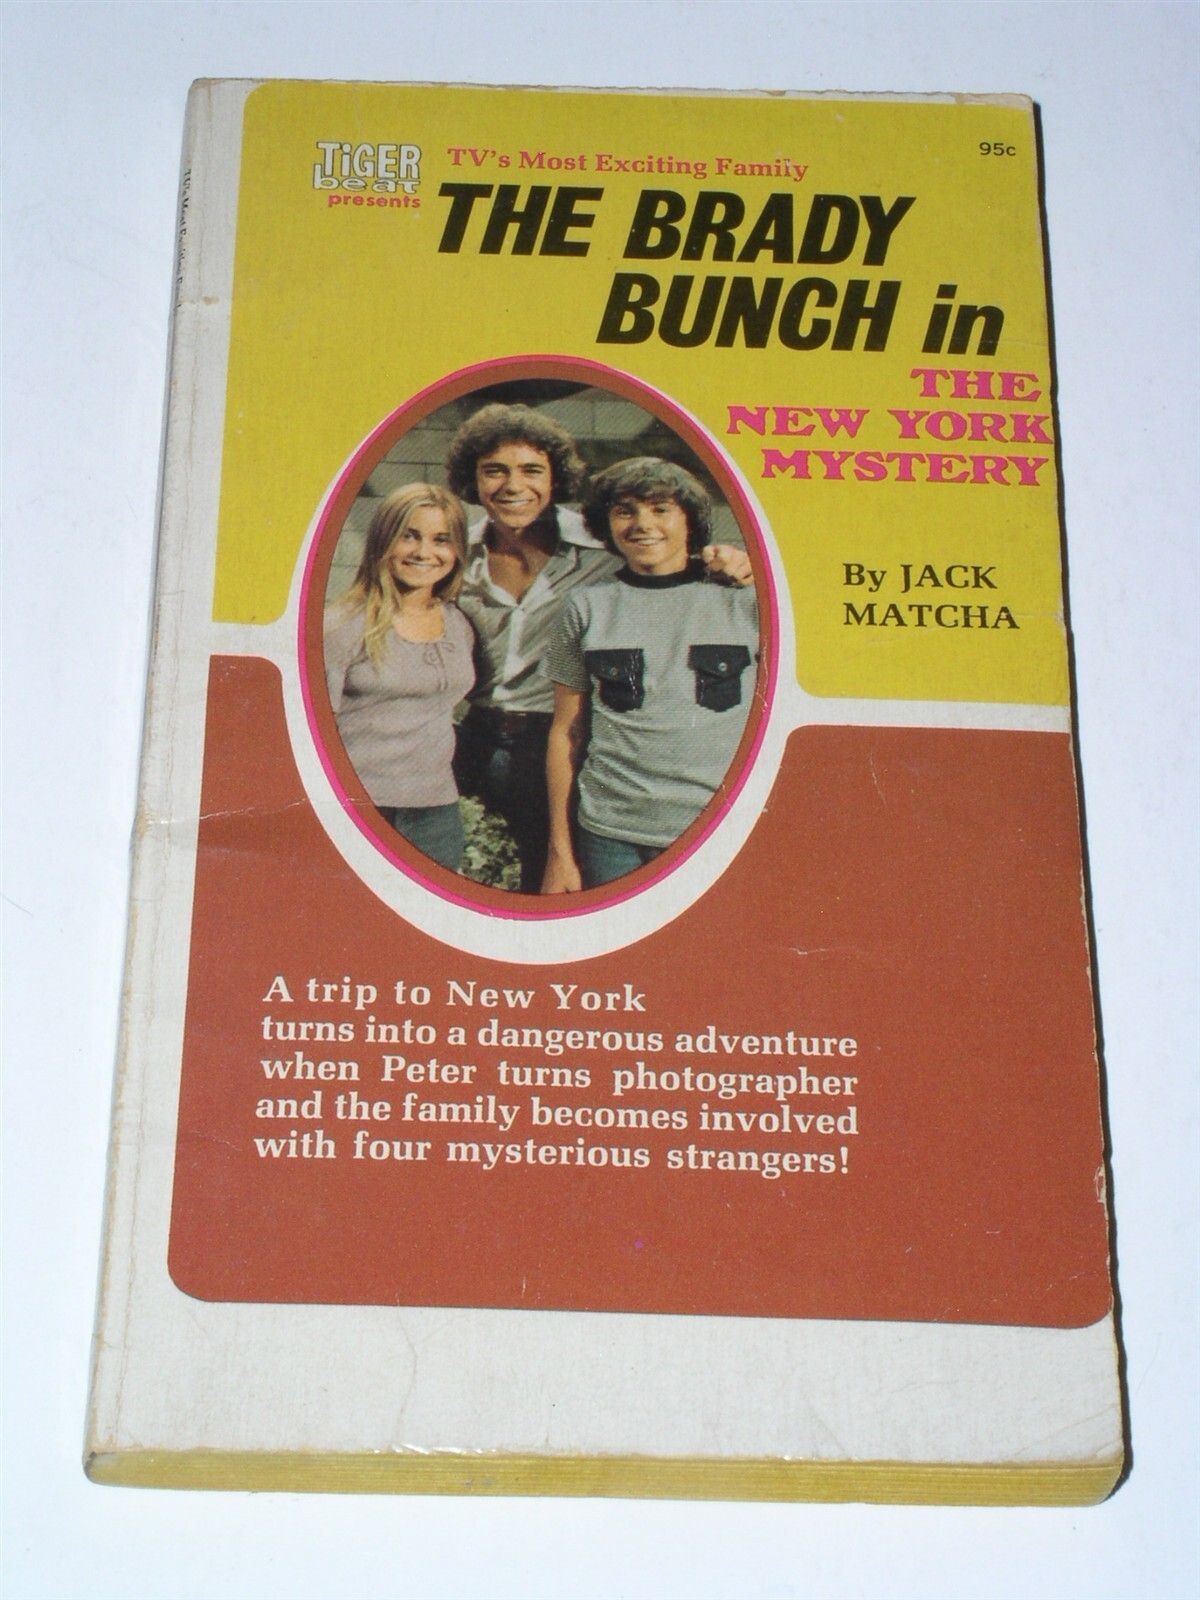 TiGER
beat
presents
TV's Most Exciting Family
95c
THE BRADY
BUNCH in
THE
NEW YORK
MYSTERY
By JACK
MATCHA
A trip to New York
turns into a dangerous adventure
when Peter turns photographer
and the family becomes involved
with four mysterious strangers!